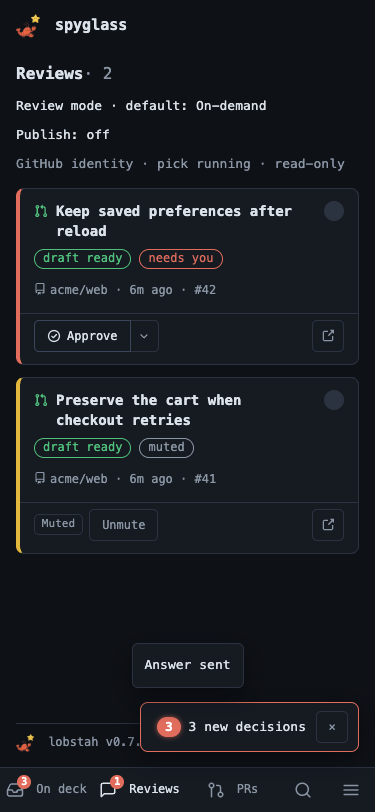 spyglass
Reviews · 2
Review mode · default: On-demand
Publish: off
GitHub identity · pick running · read-only
Keep saved preferences after
reload
draft ready needs you
acme/web · 6m ago · #42
Approve
Preserve the cart when
checkout retries
draft ready muted
acme/web · 6m ago · #41
Muted Unmute
Answer sent
3 3 new decisions ×
lobstah v0.7.
3 On deck 1 Reviews PRs